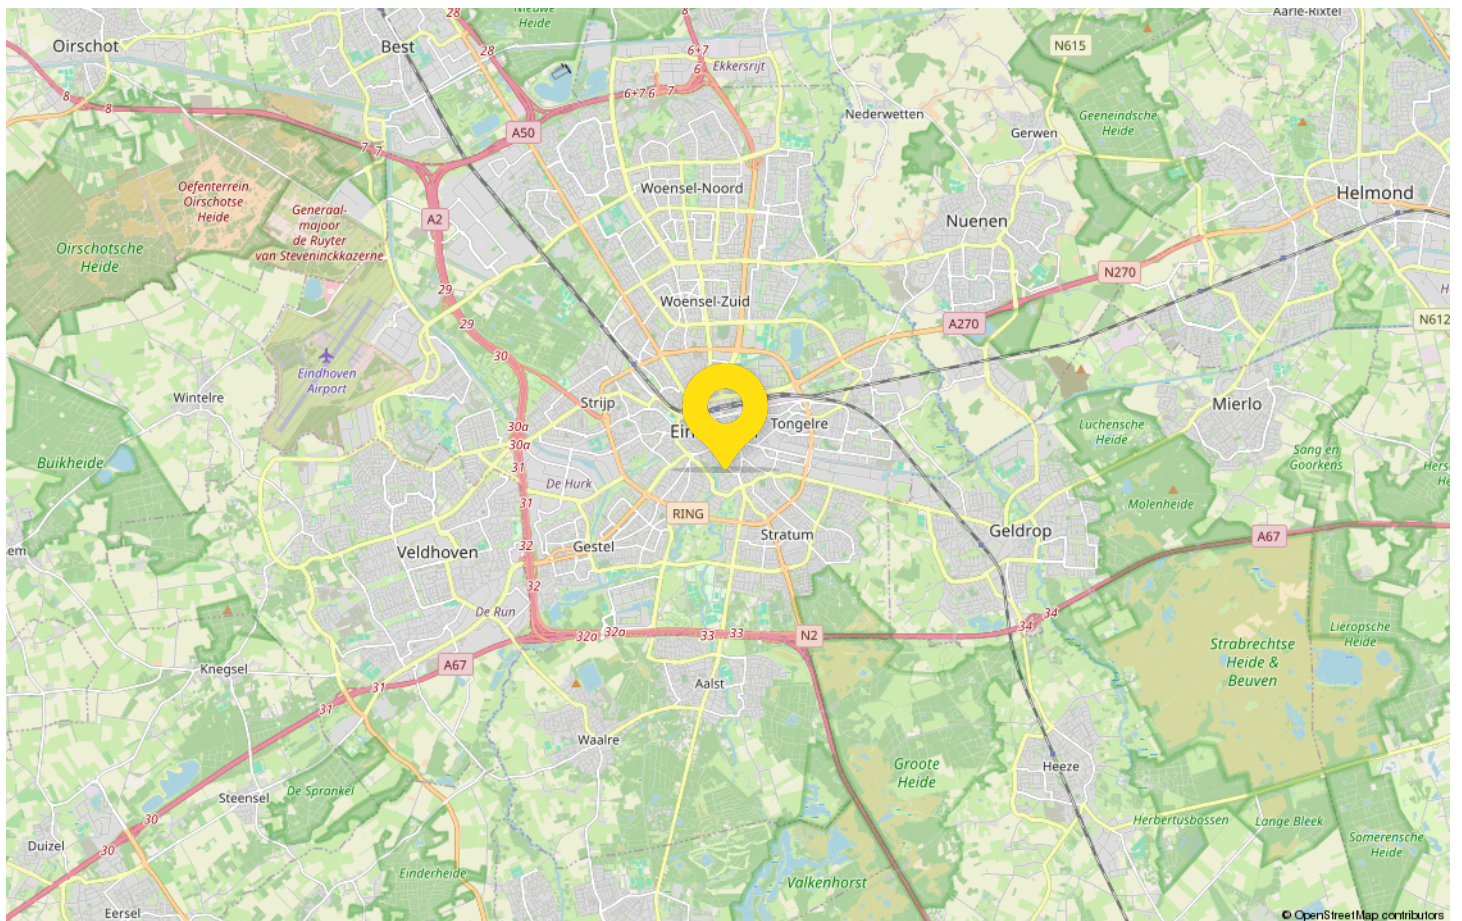 28
Nieuwe
Heide
8
Aarle-Rixtel
Oirschot
Best
28
6+7
N615
Ekkersrijt
6
8
8
6+7
6
7
A50
Nederwetten
Gerwen
Geeneindsche
Heide
7
7
Oefenterrein
Oirschotse
Heide
Woensel-Noord
Helmond
Generaal-
majoor
de Ruyter
van Steveninckkazerne
A2
Nuenen
Oirschotsche
Heide
N270
29
Woensel-Zuid
29
A270
N612
30
Eindhoven
Airport
Wintelre
Strijp
Mierlo
30a
Tongelre
Luchensche
Heide
30a
31
Buikheide
Sang en
Goorkens
De Hurk
31
Molenheide
RING
Geldrop
Stratum
A67
32
Gestel
Veldhoven
32
De Run
34
34
32a
32a
33
33
N2
Lieropsche
Heide
Strabrechtse
Heide &
Beuven
Knegsel
A67
31
Aalst
31
Waalre
Groote
Heide
Heeze
De Sprankel
Steensel
30
Herbertusbossen
Lange Bleek
Duizel
30
Somerensche
Heide
Einderheide
Valkenhorst
Eersel
© OpenStreetMap contributors